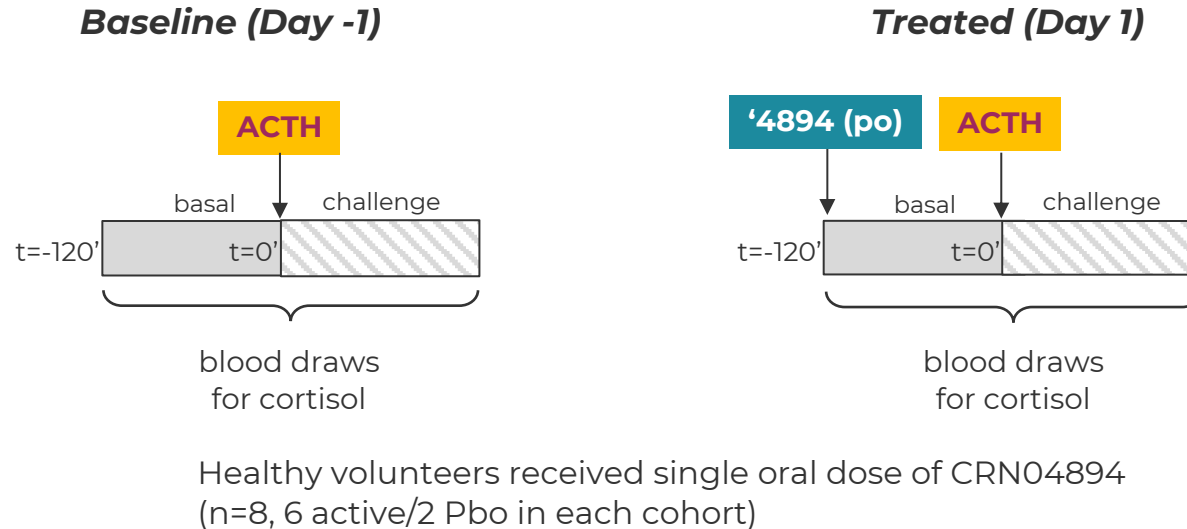 Baseline (Day -1)
Treated (Day 1)
ACTH
‘4894 (po)
ACTH
basal
challenge
basal
challenge
t=-120’
t=0’
t=-120’
t=0’
blood draws
for cortisol
blood draws
for cortisol
Healthy volunteers received single oral dose of CRN04894
(n=8, 6 active/2 Pbo in each cohort)